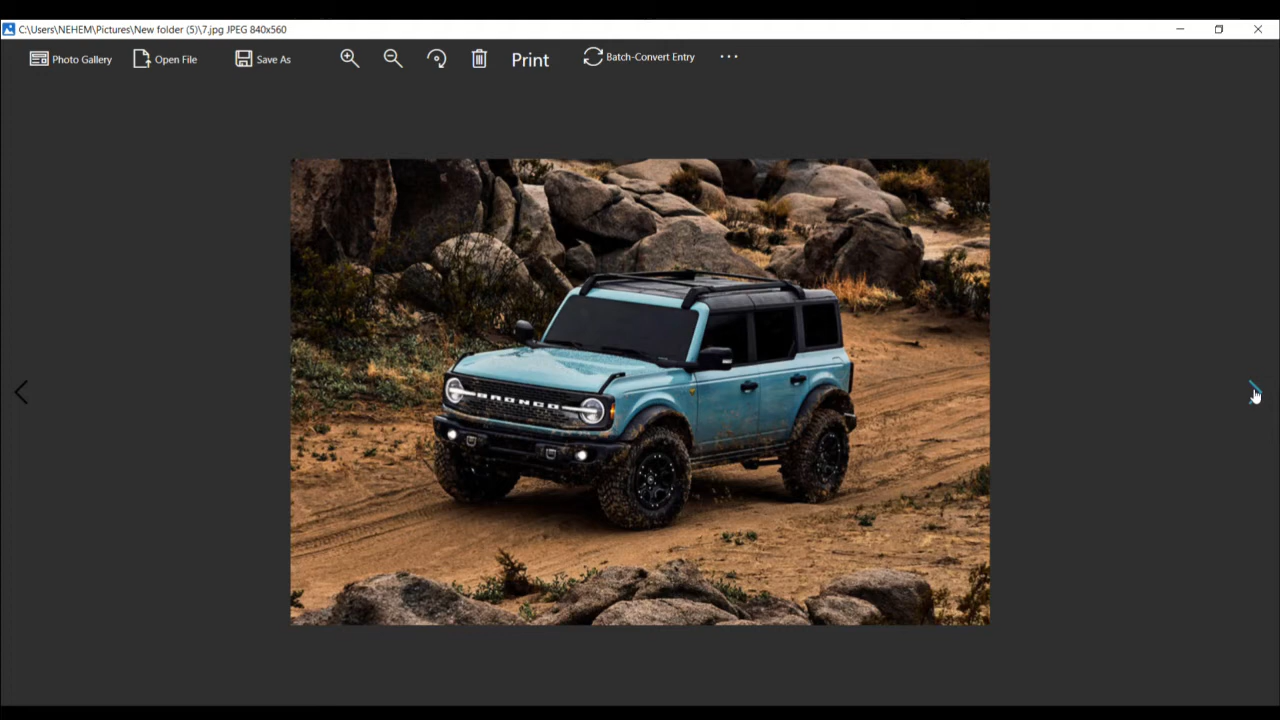 C:\Users\NEHEM\Pictures\New folder (5)\7.jpg JPEG 840x560
Photo Gallery Open File Save As Print Batch-Convert Entry
BRONCO